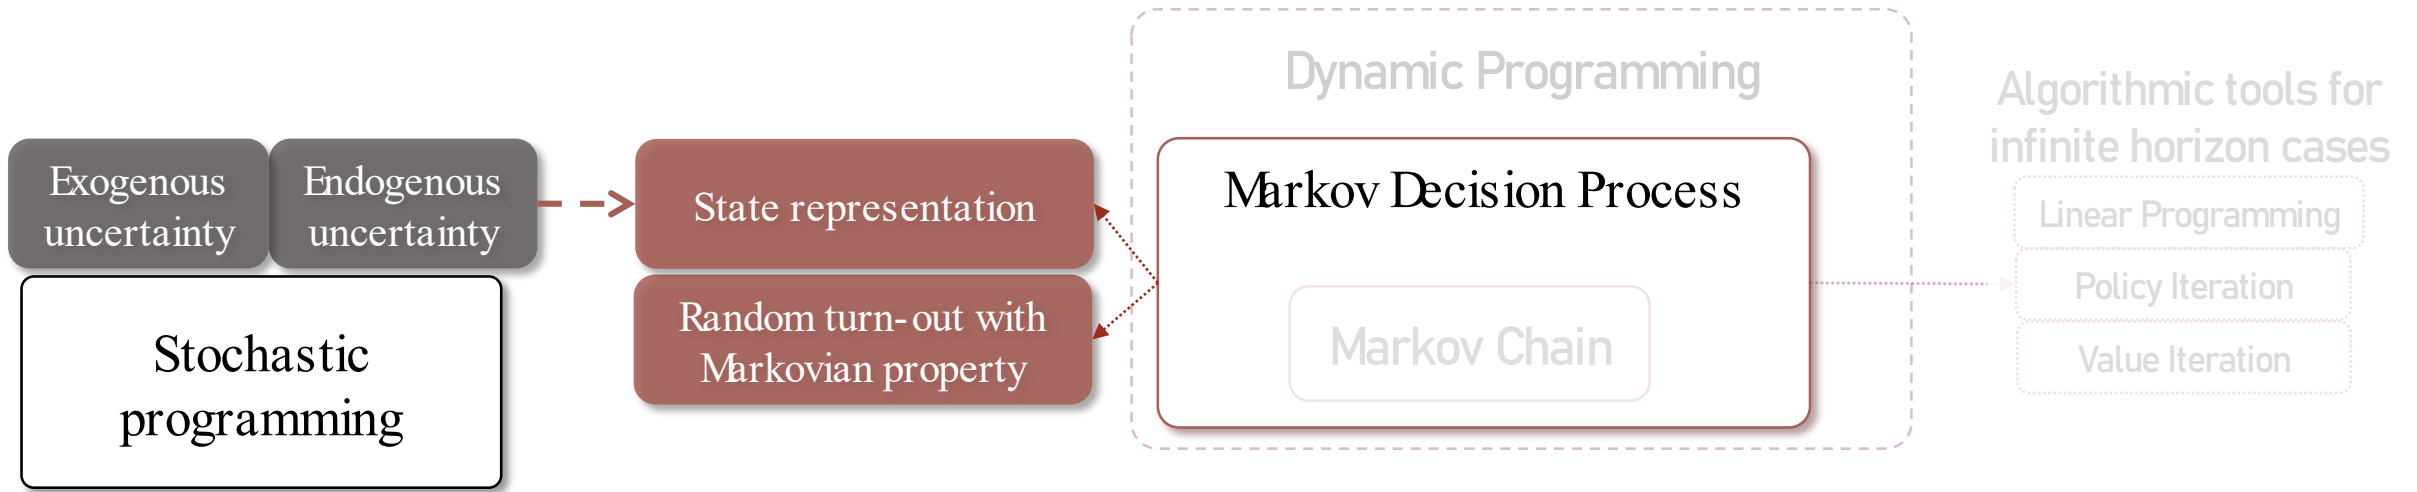 Exogenous
uncertainty
Endogenous
uncertainty
Stochastic
programming
State representation
Random turn-out with
Markovian property
Dynamic Programming
Markov Decision Process
Markov Chain
Algorithmic tools for
infinite horizon cases
Linear Programming
Policy Iteration
Value Iteration